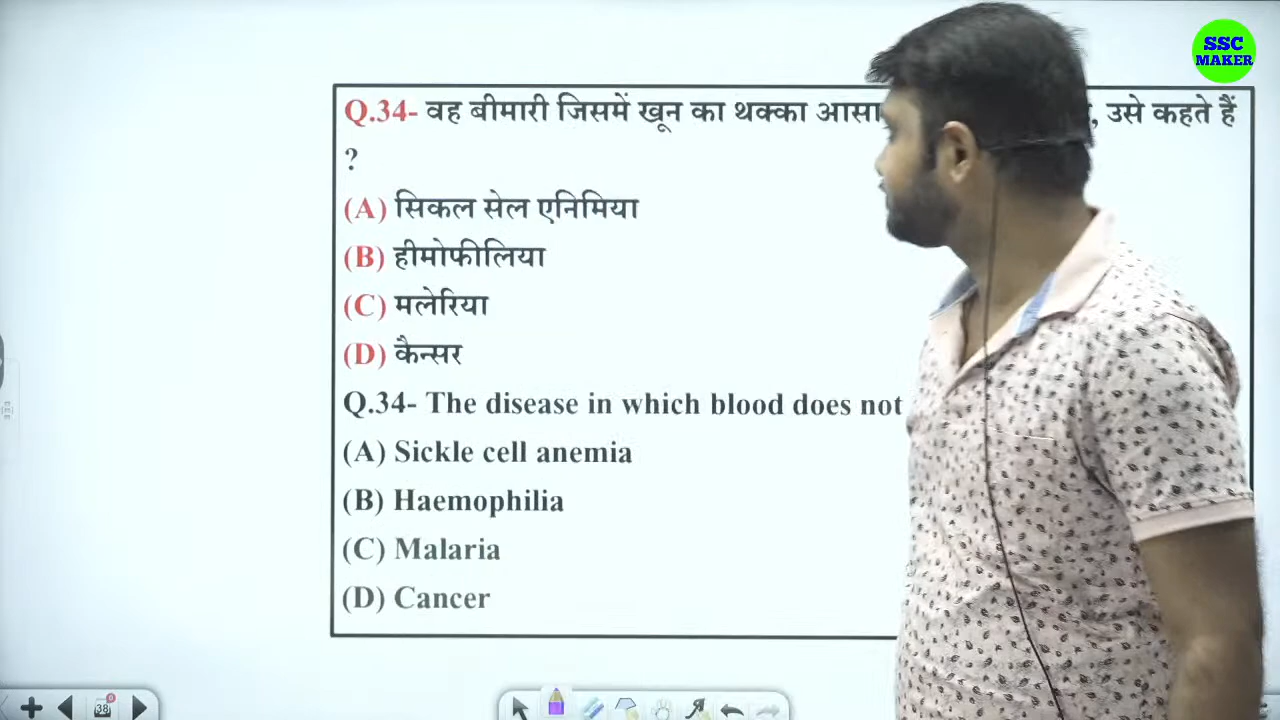 SSC
MAKER
Q.34- वह बीमारी जिसमें खून का थक्का , उसे कहते हैं
?
(A) सिकल सेल एनिमिया
(B) हीमोफीलिया
(C) मलेरिया
(D) कैन्सर
Q.34- The disease in which blood does not
(A) Sickle cell anemia
(B) Haemophilia
(C) Malaria
(D) Cancer
38